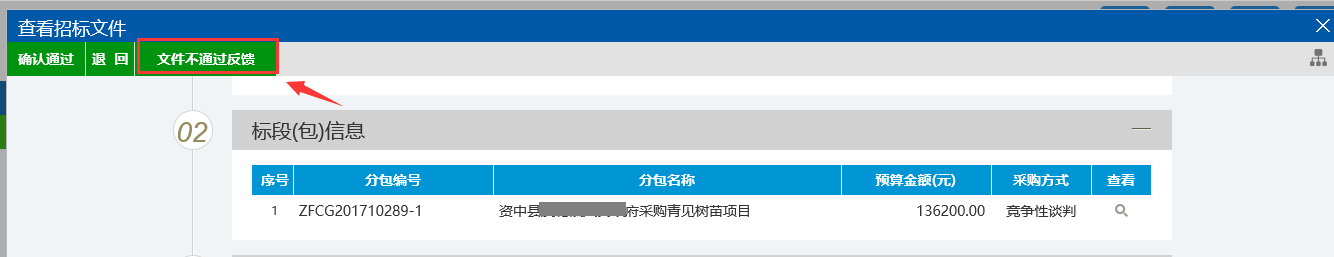 查看招标文件
确认通过 退 回 文件不通过反馈
02 标段(包)信息
序号 分包编号 分包名称 预算金额(元) 采购方式 查看
1 ZFCG201710289-1 资中县府采购青见树苗项目 136200.00 竞争性谈判